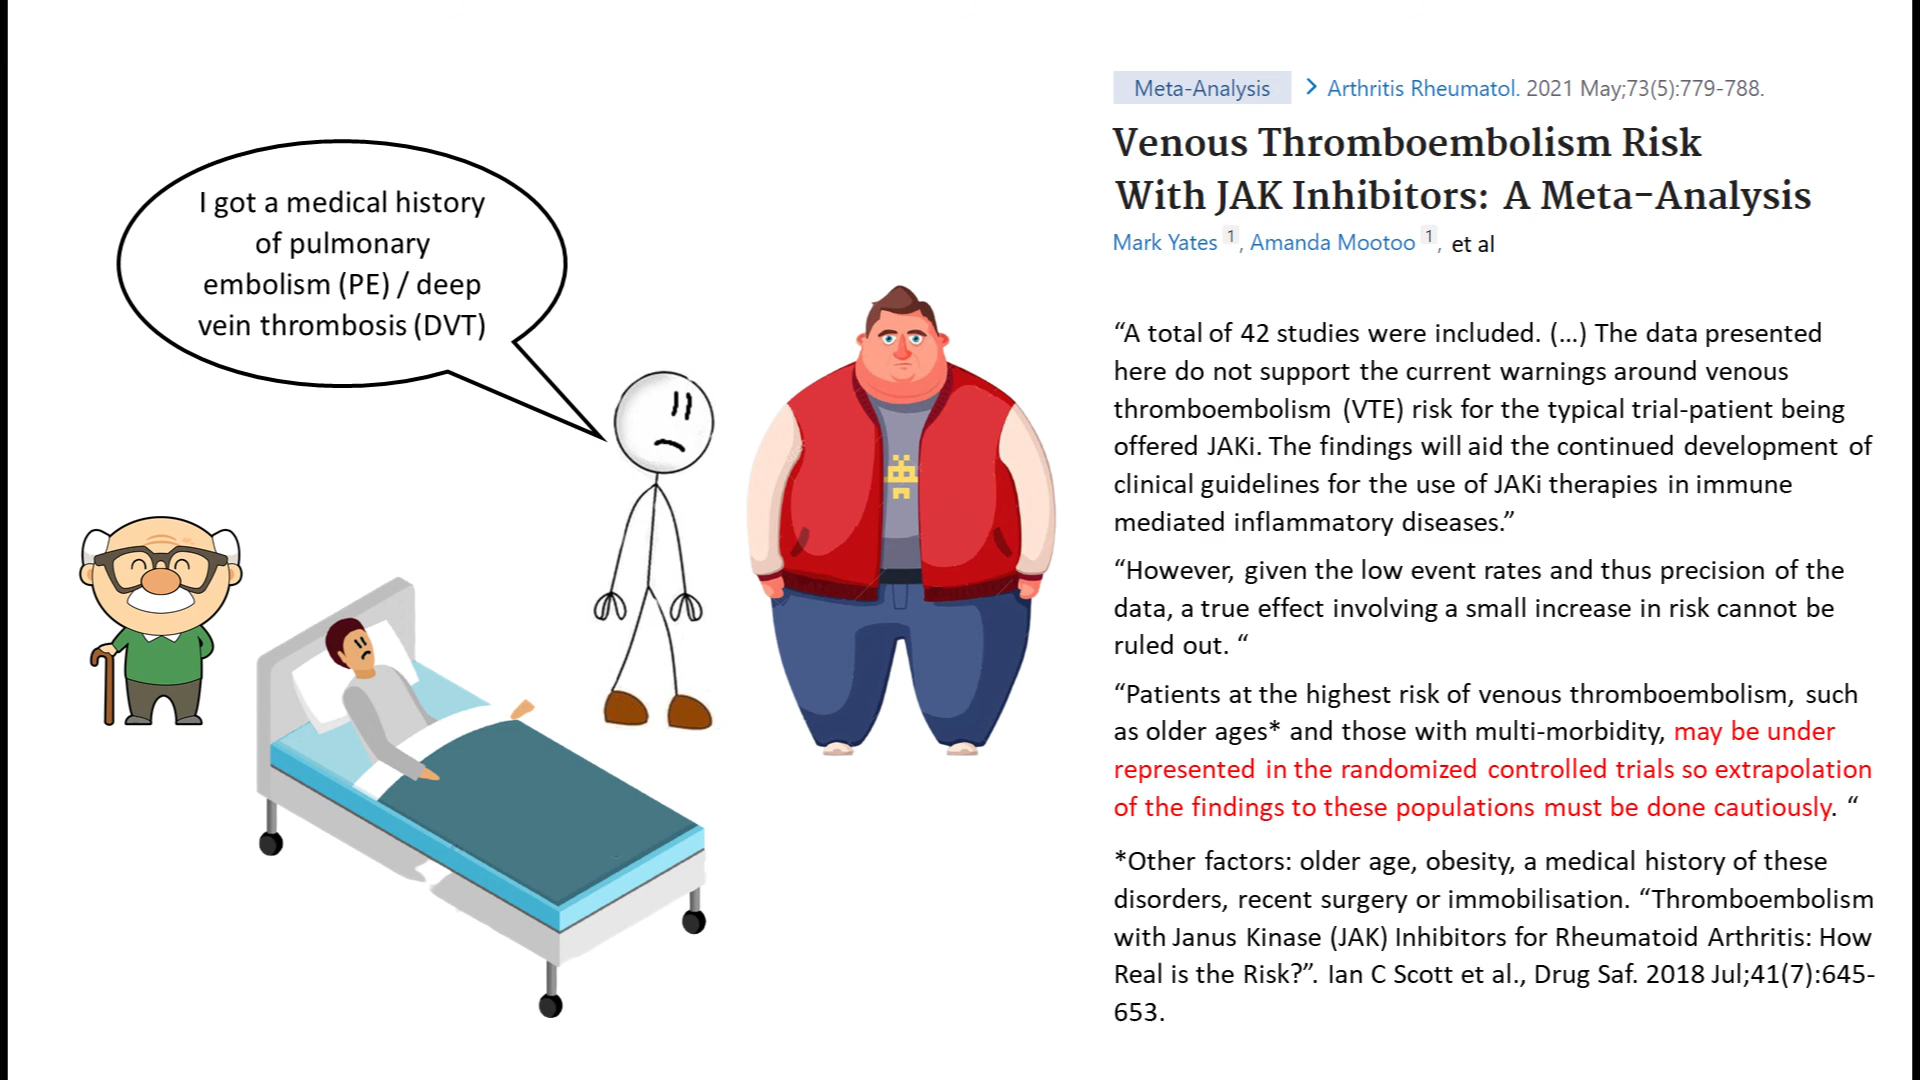 I got a medical history
of pulmonary
embolism (PE) / deep
vein thrombosis (DVT)
Meta-Analysis > Arthritis Rheumatol. 2021 May;73(5):779-788.
Venous Thromboembolism Risk
With JAK Inhibitors: A Meta-Analysis
Mark Yates 1, Amanda Mootoo 1, et al
“A total of 42 studies were included. (…) The data presented
here do not support the current warnings around venous
thromboembolism (VTE) risk for the typical trial-patient being
offered JAKi. The findings will aid the continued development of
clinical guidelines for the use of JAKi therapies in immune
mediated inflammatory diseases.”
“However, given the low event rates and thus precision of the
data, a true effect involving a small increase in risk cannot be
ruled out. “
“Patients at the highest risk of venous thromboembolism, such
as older ages* and those with multi-morbidity, may be under
represented in the randomized controlled trials so extrapolation
of the findings to these populations must be done cautiously. “
*Other factors: older age, obesity, a medical history of these
disorders, recent surgery or immobilisation. “Thromboembolism
with Janus Kinase (JAK) Inhibitors for Rheumatoid Arthritis: How
Real is the Risk?”. Ian C Scott et al., Drug Saf. 2018 Jul;41(7):645-
653.